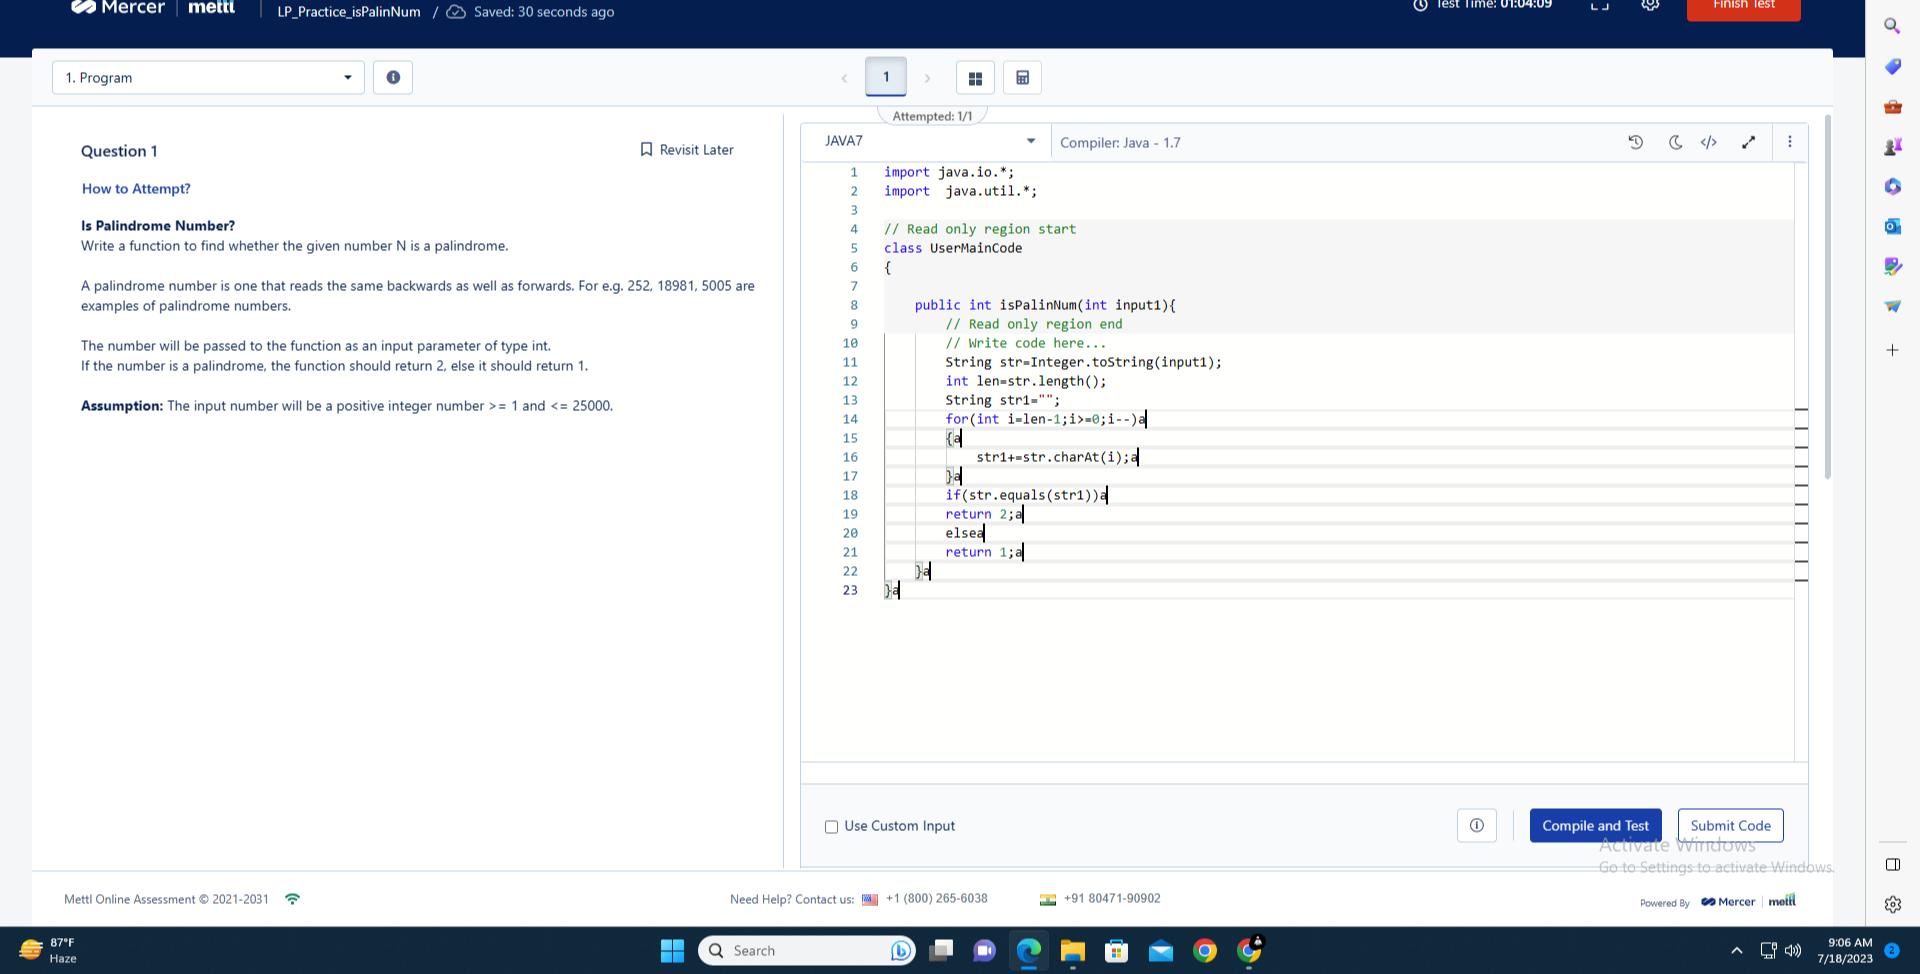 Mercer mettl LP_Practice_isPalinNum / Saved: 30 seconds ago Test Time: 01:04:09 Finish Test
1. Program
1
Attempted: 1/1
Question 1
Revisit Later
How to Attempt?
Is Palindrome Number?
Write a function to find whether the given number N is a palindrome.
A palindrome number is one that reads the same backwards as well as forwards. For e.g. 252, 18981, 5005 are
examples of palindrome numbers.
The number will be passed to the function as an input parameter of type int.
If the number is a palindrome, the function should return 2, else it should return 1.
Assumption: The input number will be a positive integer number >= 1 and <= 25000.
JAVA7
Compiler: Java - 1.7
1 import java.io.*;
2 import  java.util.*;
3
4 // Read only region start
5 class UserMainCode
6 {
7
8     public int isPalinNum(int input1){
9         // Read only region end
10         // Write code here...
11         String str=Integer.toString(input1);
12         int len=str.length();
13         String str1="";
14         for(int i=len-1;i>=0;i--)a
15         {a
16             str1+=str.charAt(i);a
17         }a
18         if(str.equals(str1))a
19         return 2;a
20         elsea
21         return 1;a
22     }a
23 }a
Use Custom Input
Compile and Test
Submit Code
Activate Windows
Go to Settings to activate Windows.
Mettl Online Assessment © 2021-2031
Need Help? Contact us: +1 (800) 265-6038 +91 80471-90902
Powered By Mercer mettl
87°F
Haze
Search
9:06 AM
7/18/2023
2